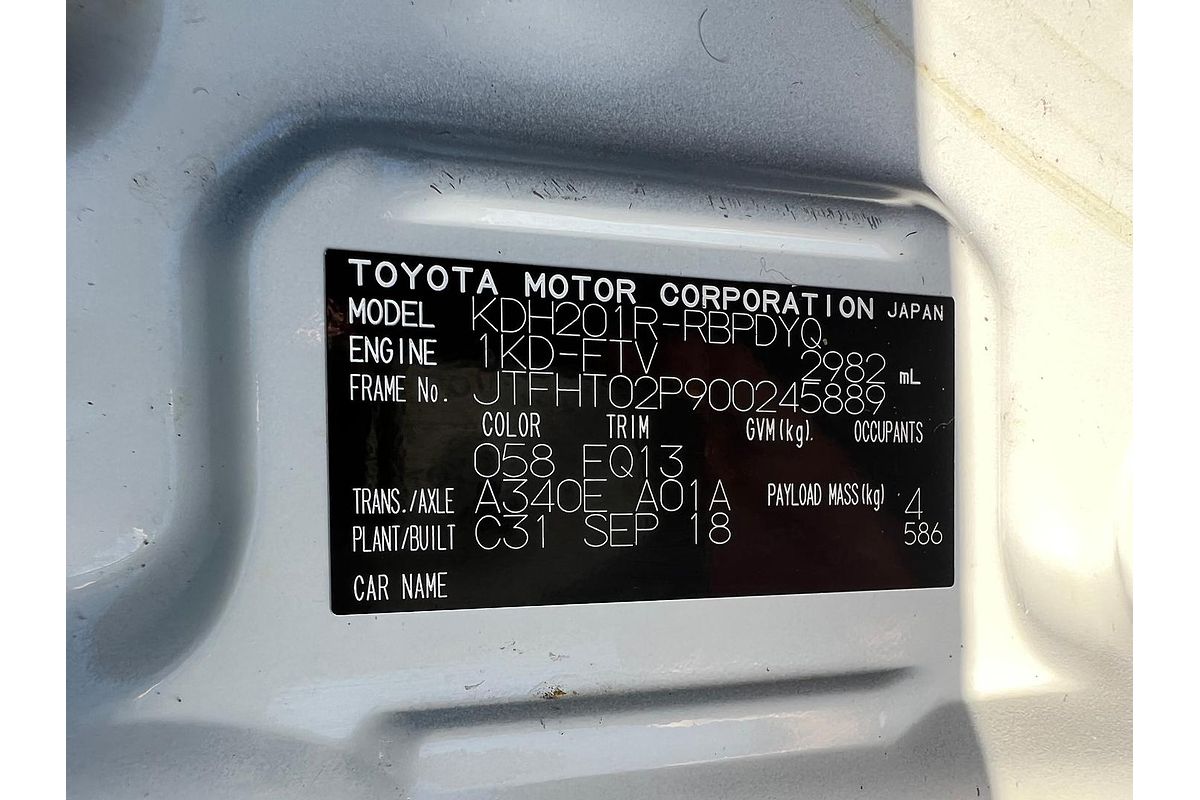 TOYOTA MOTOR CORPORATION JAPAN
MODEL KDH201R-RBPDYQ
ENGINE 1KD-FTV 2982 mL
FRAME No. JTFHT02P900245889
COLOR TRIM GVM(kg). OCCUPANTS
058 FQ13
TRANS./AXLE A340E A01A PAYLOAD MASS(kg) 4
PLANT/BUILT C31 SEP 18 586
CAR NAME